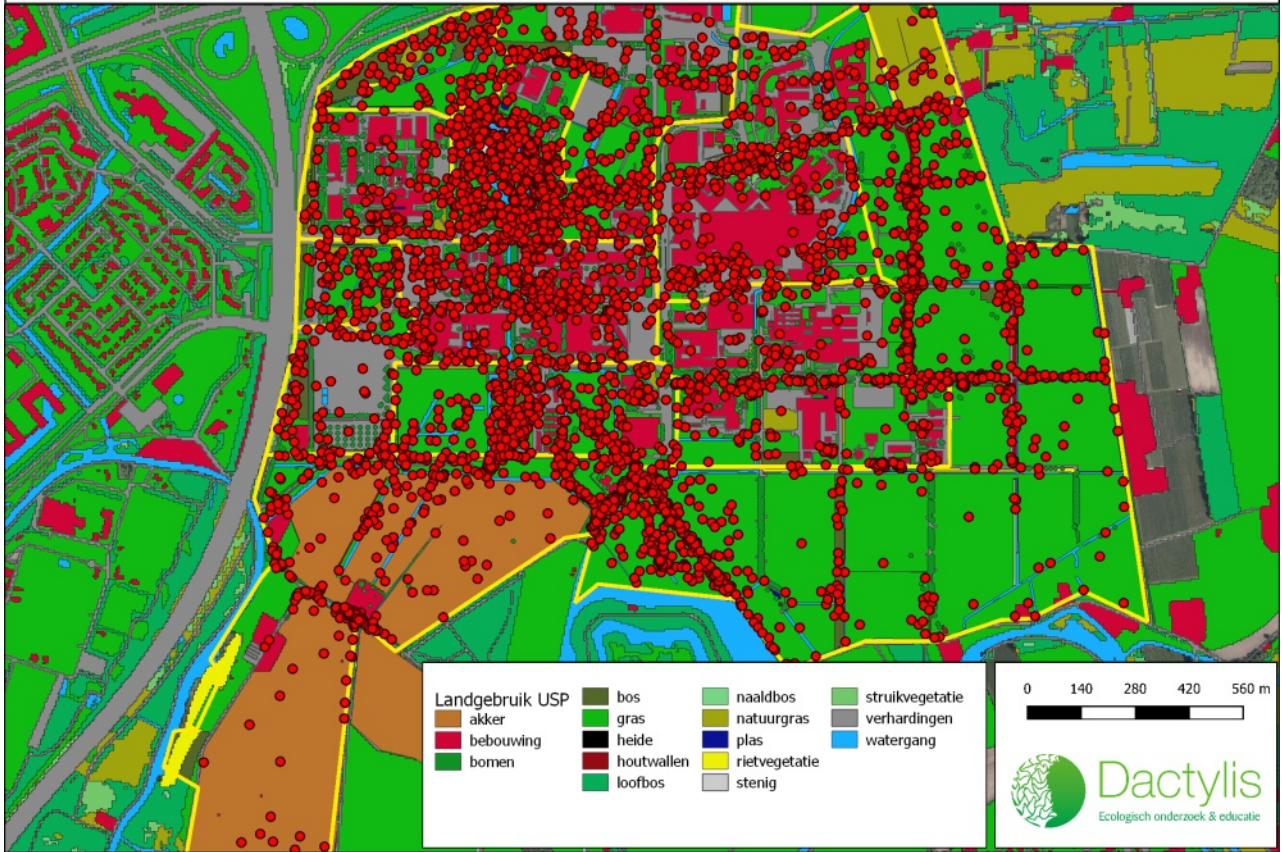 Landgebruik USP
akker
bebouwing
bomen
bos
gras
heide
houtwallen
loofbos
naaldbos
natuurgras
plas
rietvegetatie
stenig
struikvegetatie
verhardingen
watergang
0 140 280 420 560 m
Dactylis
Ecologisch onderzoek & educatie